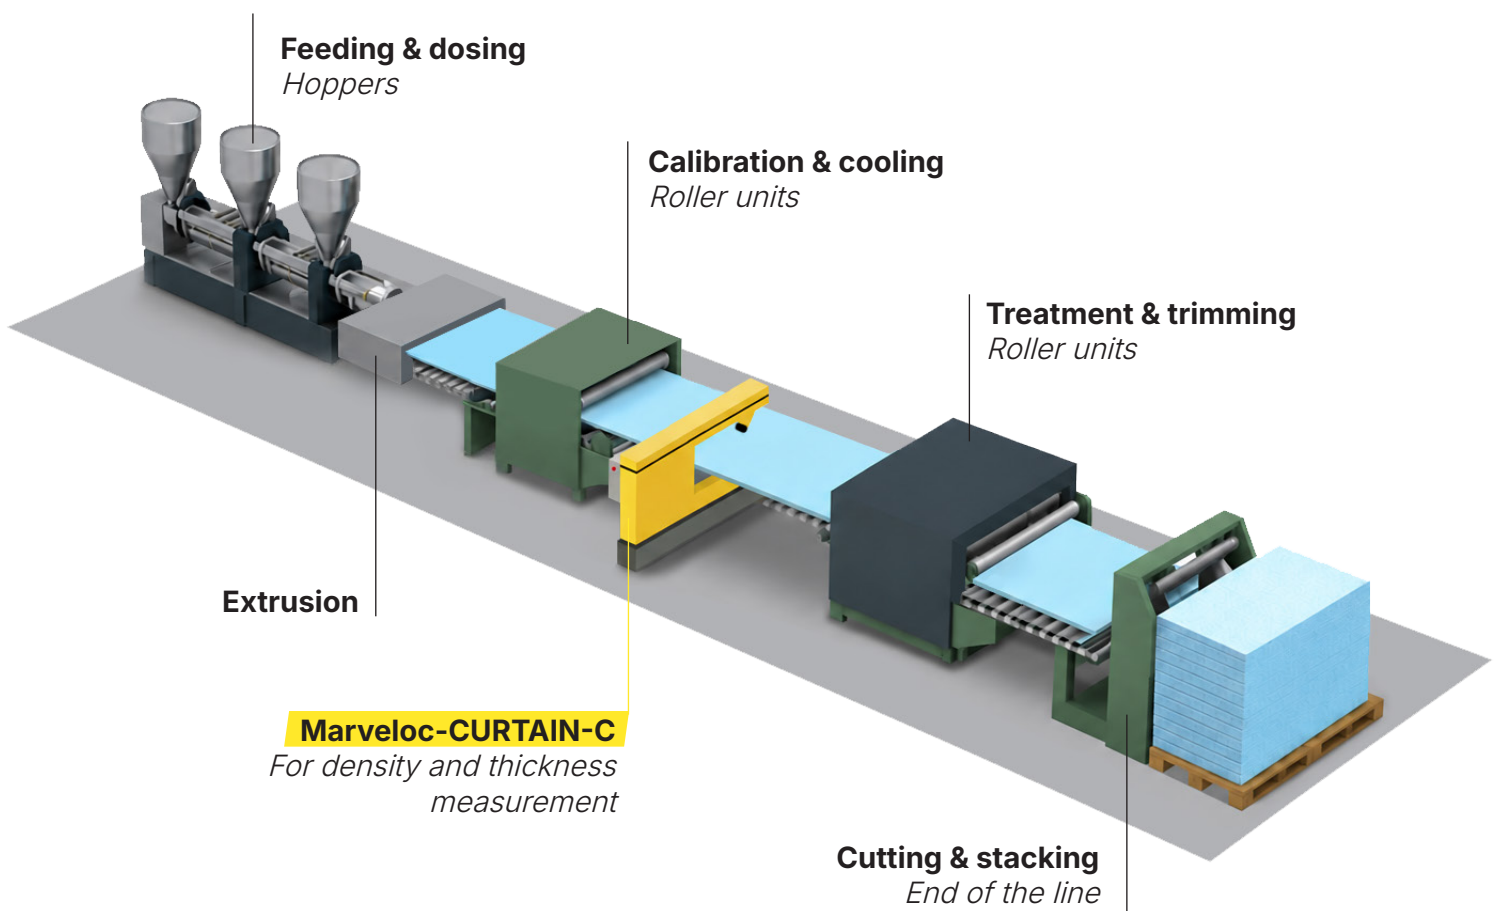 Feeding & dosing
Hoppers
Calibration & cooling
Roller units
Treatment & trimming
Roller units
Extrusion
Marveloc-CURTAIN-C
For density and thickness
measurement
Cutting & stacking
End of the line